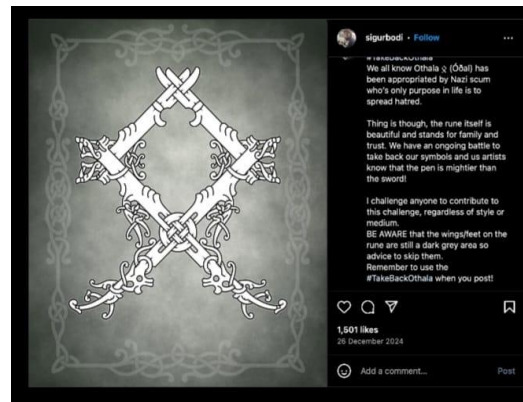 sigurbodi • Follow
#TakeBackOthala
We all know Othala ᛟ (Óðal) has
been appropriated by Nazi scum
who's only purpose in life is to
spread hatred.
Thing is though, the rune itself is
beautiful and stands for family and
trust. We have an ongoing battle to
take back our symbols and us artists
know that the pen is mightier than
the sword!
I challenge anyone to contribute to
this challenge, regardless of style or
medium.
BE AWARE that the wings/feet on the
rune are still a dark grey area so
advice to skip them.
Remember to use the
#TakeBackOthala when you post!
1,501 likes
26 December 2024
Add a comment...
Post